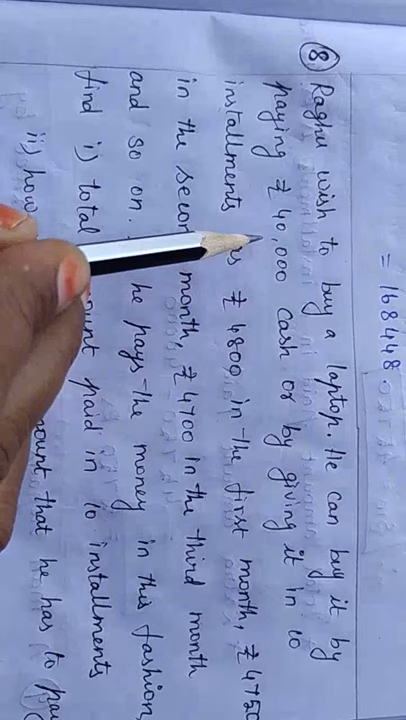 = 168448
⑧ Raghu wish to buy a laptop. He can buy it by
paying ₹ 40,000 cash or by giving it in 10
installments as ₹ 4800 in the first month, ₹ 4750
in the second month, ₹ 4700 in the third month
and so on. he pays the money in this fashion,
find i) total amount paid in 10 installments
ii) how amount that he has to pay